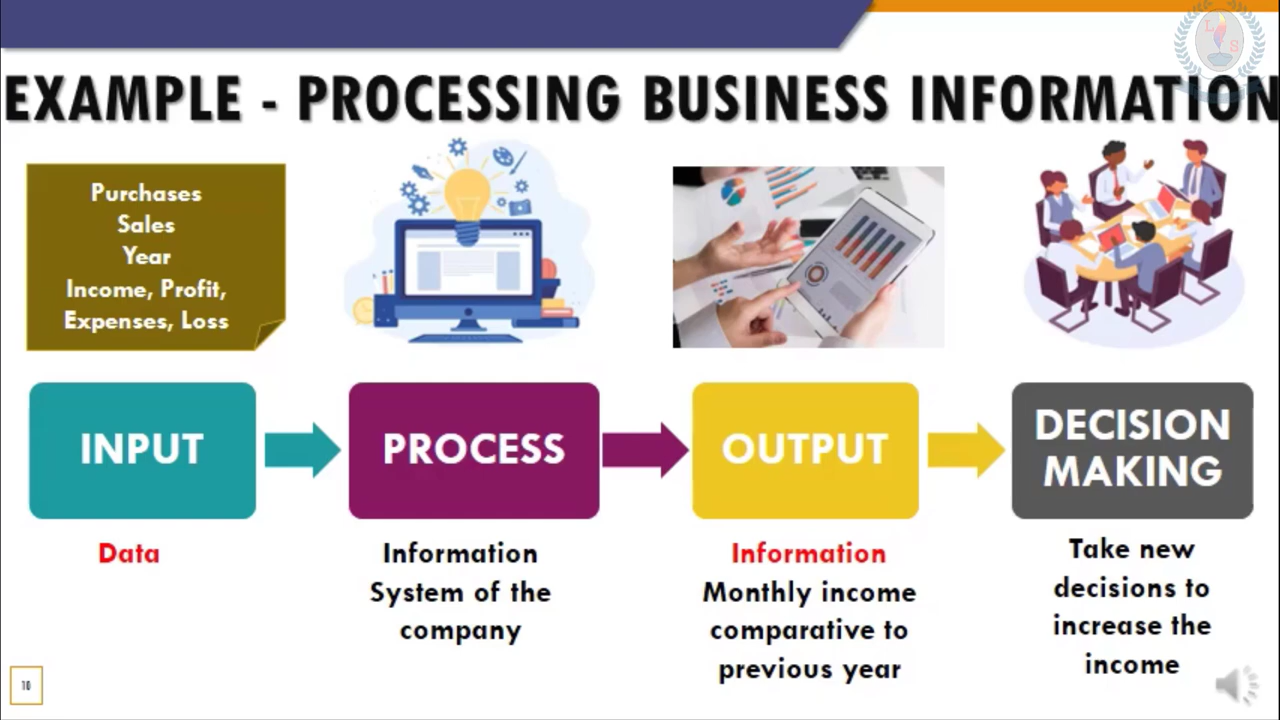 L
S
EXAMPLE - PROCESSING BUSINESS INFORMATION
Purchases
Sales
Year
Income, Profit,
Expenses, Loss
INPUT
PROCESS
OUTPUT
DECISION
MAKING
Data
Information
System of the
company
Information
Monthly income
comparative to
previous year
Take new
decisions to
increase the
income
10